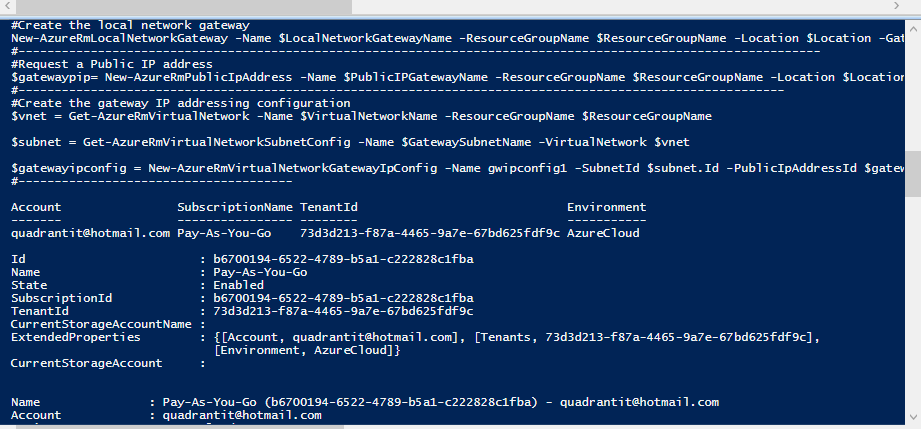 #Create the local network gateway
New-AzureRmLocalNetworkGateway -Name $LocalNetworkGatewayName -ResourceGroupName $ResourceGroupName -Location $Location -Gat
#--------------------------------------------------------------------------------------------------------------
#Request a Public IP address
$gatewaypip= New-AzureRmPublicIpAddress -Name $PublicIPGatewayName -ResourceGroupName $ResourceGroupName -Location $Location
#---------------------------------------------------------------------------------------------------------
#Create the gateway IP addressing configuration
$vnet = Get-AzureRmVirtualNetwork -Name $VirtualNetworkName -ResourceGroupName $ResourceGroupName
$subnet = Get-AzureRmVirtualNetworkSubnetConfig -Name $GatewaySubnetName -VirtualNetwork $vnet
$gatewayipconfig = New-AzureRmVirtualNetworkGatewayIpConfig -Name gwipconfig1 -SubnetId $subnet.Id -PublicIpAddressId $gatew
#--------------------------------------
Account SubscriptionName TenantId Environment
------- ---------------- -------- -----------
quadrantit@hotmail.com Pay-As-You-Go 73d3d213-f87a-4465-9a7e-67bd625fdf9c AzureCloud
Id : b6700194-6522-4789-b5a1-c222828c1fba
Name : Pay-As-You-Go
State : Enabled
SubscriptionId : b6700194-6522-4789-b5a1-c222828c1fba
TenantId : 73d3d213-f87a-4465-9a7e-67bd625fdf9c
CurrentStorageAccountName :
ExtendedProperties : {[Account, quadrantit@hotmail.com], [Tenants, 73d3d213-f87a-4465-9a7e-67bd625fdf9c],
[Environment, AzureCloud]}
CurrentStorageAccount :
Name : Pay-As-You-Go (b6700194-6522-4789-b5a1-c222828c1fba) - quadrantit@hotmail.com
Account : quadrantit@hotmail.com